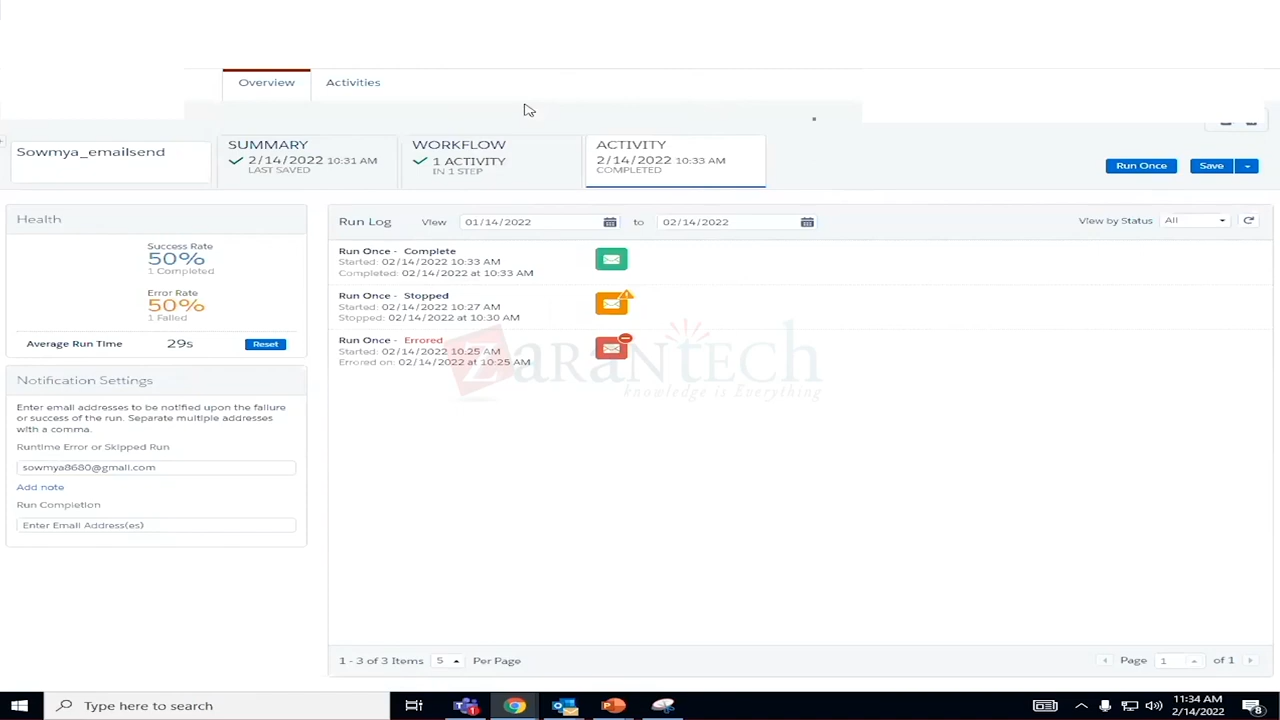 Overview Activities
Sowmya_emailsend
SUMMARY
2/14/2022 10:31 AM
LAST SAVED
WORKFLOW
1 ACTIVITY
IN 1 STEP
ACTIVITY
2/14/2022 10:33 AM
COMPLETED
Run Once Save
Health
Success Rate
50%
1 Completed
Error Rate
50%
1 Failed
Average Run Time 29s Reset
Notification Settings
Enter email addresses to be notified upon the failure
or success of the run. Separate multiple addresses
with a comma.
Runtime Error or Skipped Run
sowmya8680@gmail.com
Add note
Run Completion
Enter Email Address(es)
Run Log View 01/14/2022 to 02/14/2022 View by Status All
Run Once - Complete
Started: 02/14/2022 10:33 AM
Completed: 02/14/2022 at 10:33 AM
Run Once - Stopped
Started: 02/14/2022 10:27 AM
Stopped: 02/14/2022 at 10:30 AM
Run Once - Errored
Started: 02/14/2022 10:25 AM
Errored on: 02/14/2022 at 10:25 AM
ZaranTech
knowledge is Everything
1 - 3 of 3 Items 5 Per Page Page 1 of 1
Type here to search
1
11:34 AM
2/14/2022
8